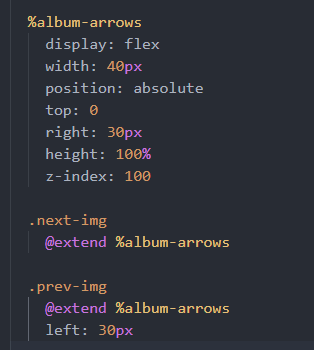 %album-arrows
  display: flex
  width: 40px
  position: absolute
  top: 0
  right: 30px
  height: 100%
  z-index: 100

.next-img
  @extend %album-arrows

.prev-img
  @extend %album-arrows
  left: 30px